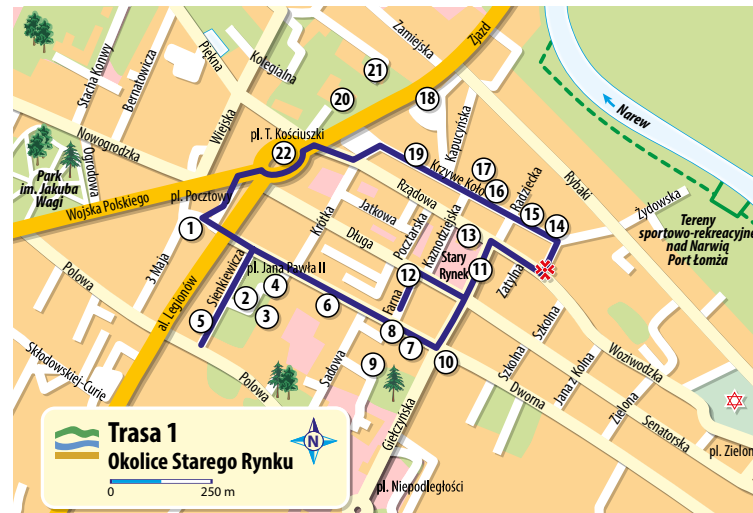 Piękna
Kolegialna
Zamiejska
Zjazd
Stacha Konwy
Bernatowicza
Wiejska
21
20
18
Narew
Nowogrodzka
pl. T. Kościuszki
22
19
Kapucyńska
17
Krzywe Koło
16
Radziecka
Rybaki
Park
im. Jakuba
Wagi
Ogrodowa
Wojska Polskiego
pl. Pocztowy
1
Rządowa
Jatkowa
Krótka
Długa
Pocztarska
Kaznodziejska
15
14
Żydowska
Tereny
sportowo-rekreacyjne
nad Narwią
Port Łomża
13
Stary
Rynek
11
12
Zatylna
3 Maja
al. Legionów
Sienkiewicza
pl. Jana Pawła II
4
2
3
5
6
Farna
8
7
9
10
Polowa
Polowa
Szkolna
Szkolna
Woziwodzka
Skłodowskiej-Curie
Sądowa
Giełczyńska
Dworna
Jana z Kolna
Zielona
Senatorska
pl. Zielon
pl. Niepodległości
Trasa 1
Okolice Starego Rynku
N
0 250 m